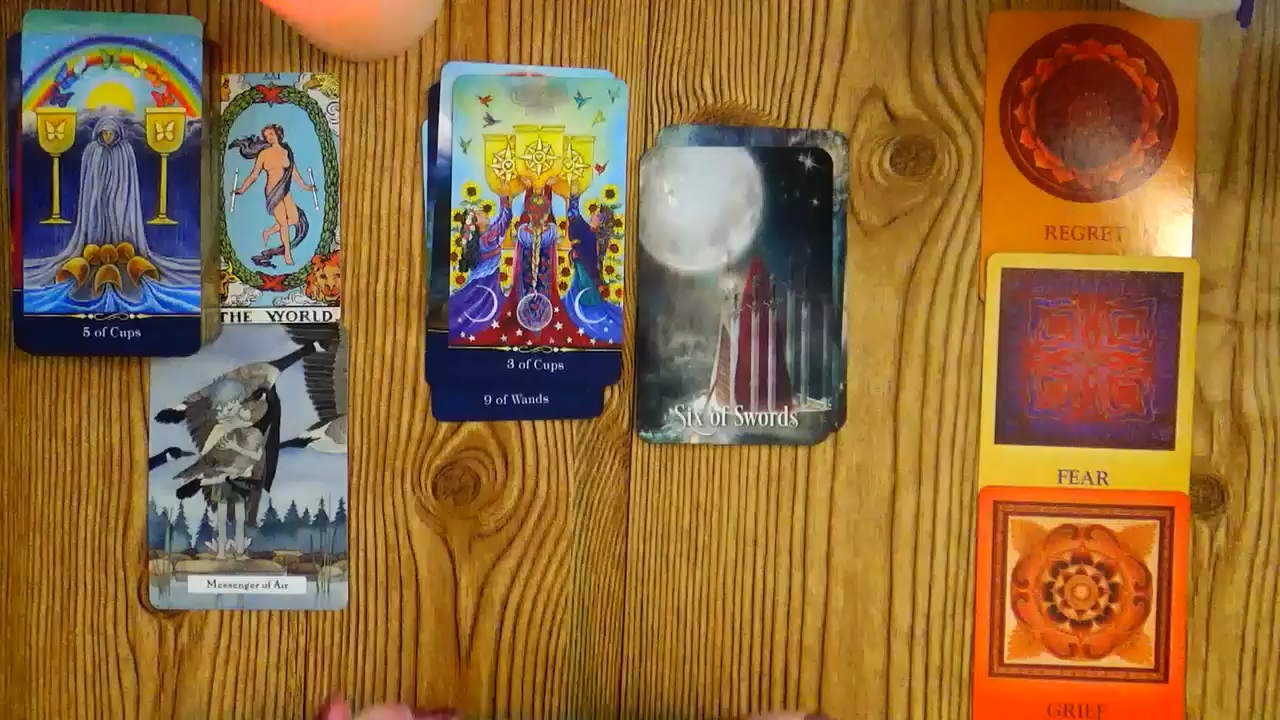 5 of Cups
XXI
THE WORLD.
Messenger of Air
3 of Cups
9 of Wands
Six of Swords
REGRET
FEAR
GRIEF